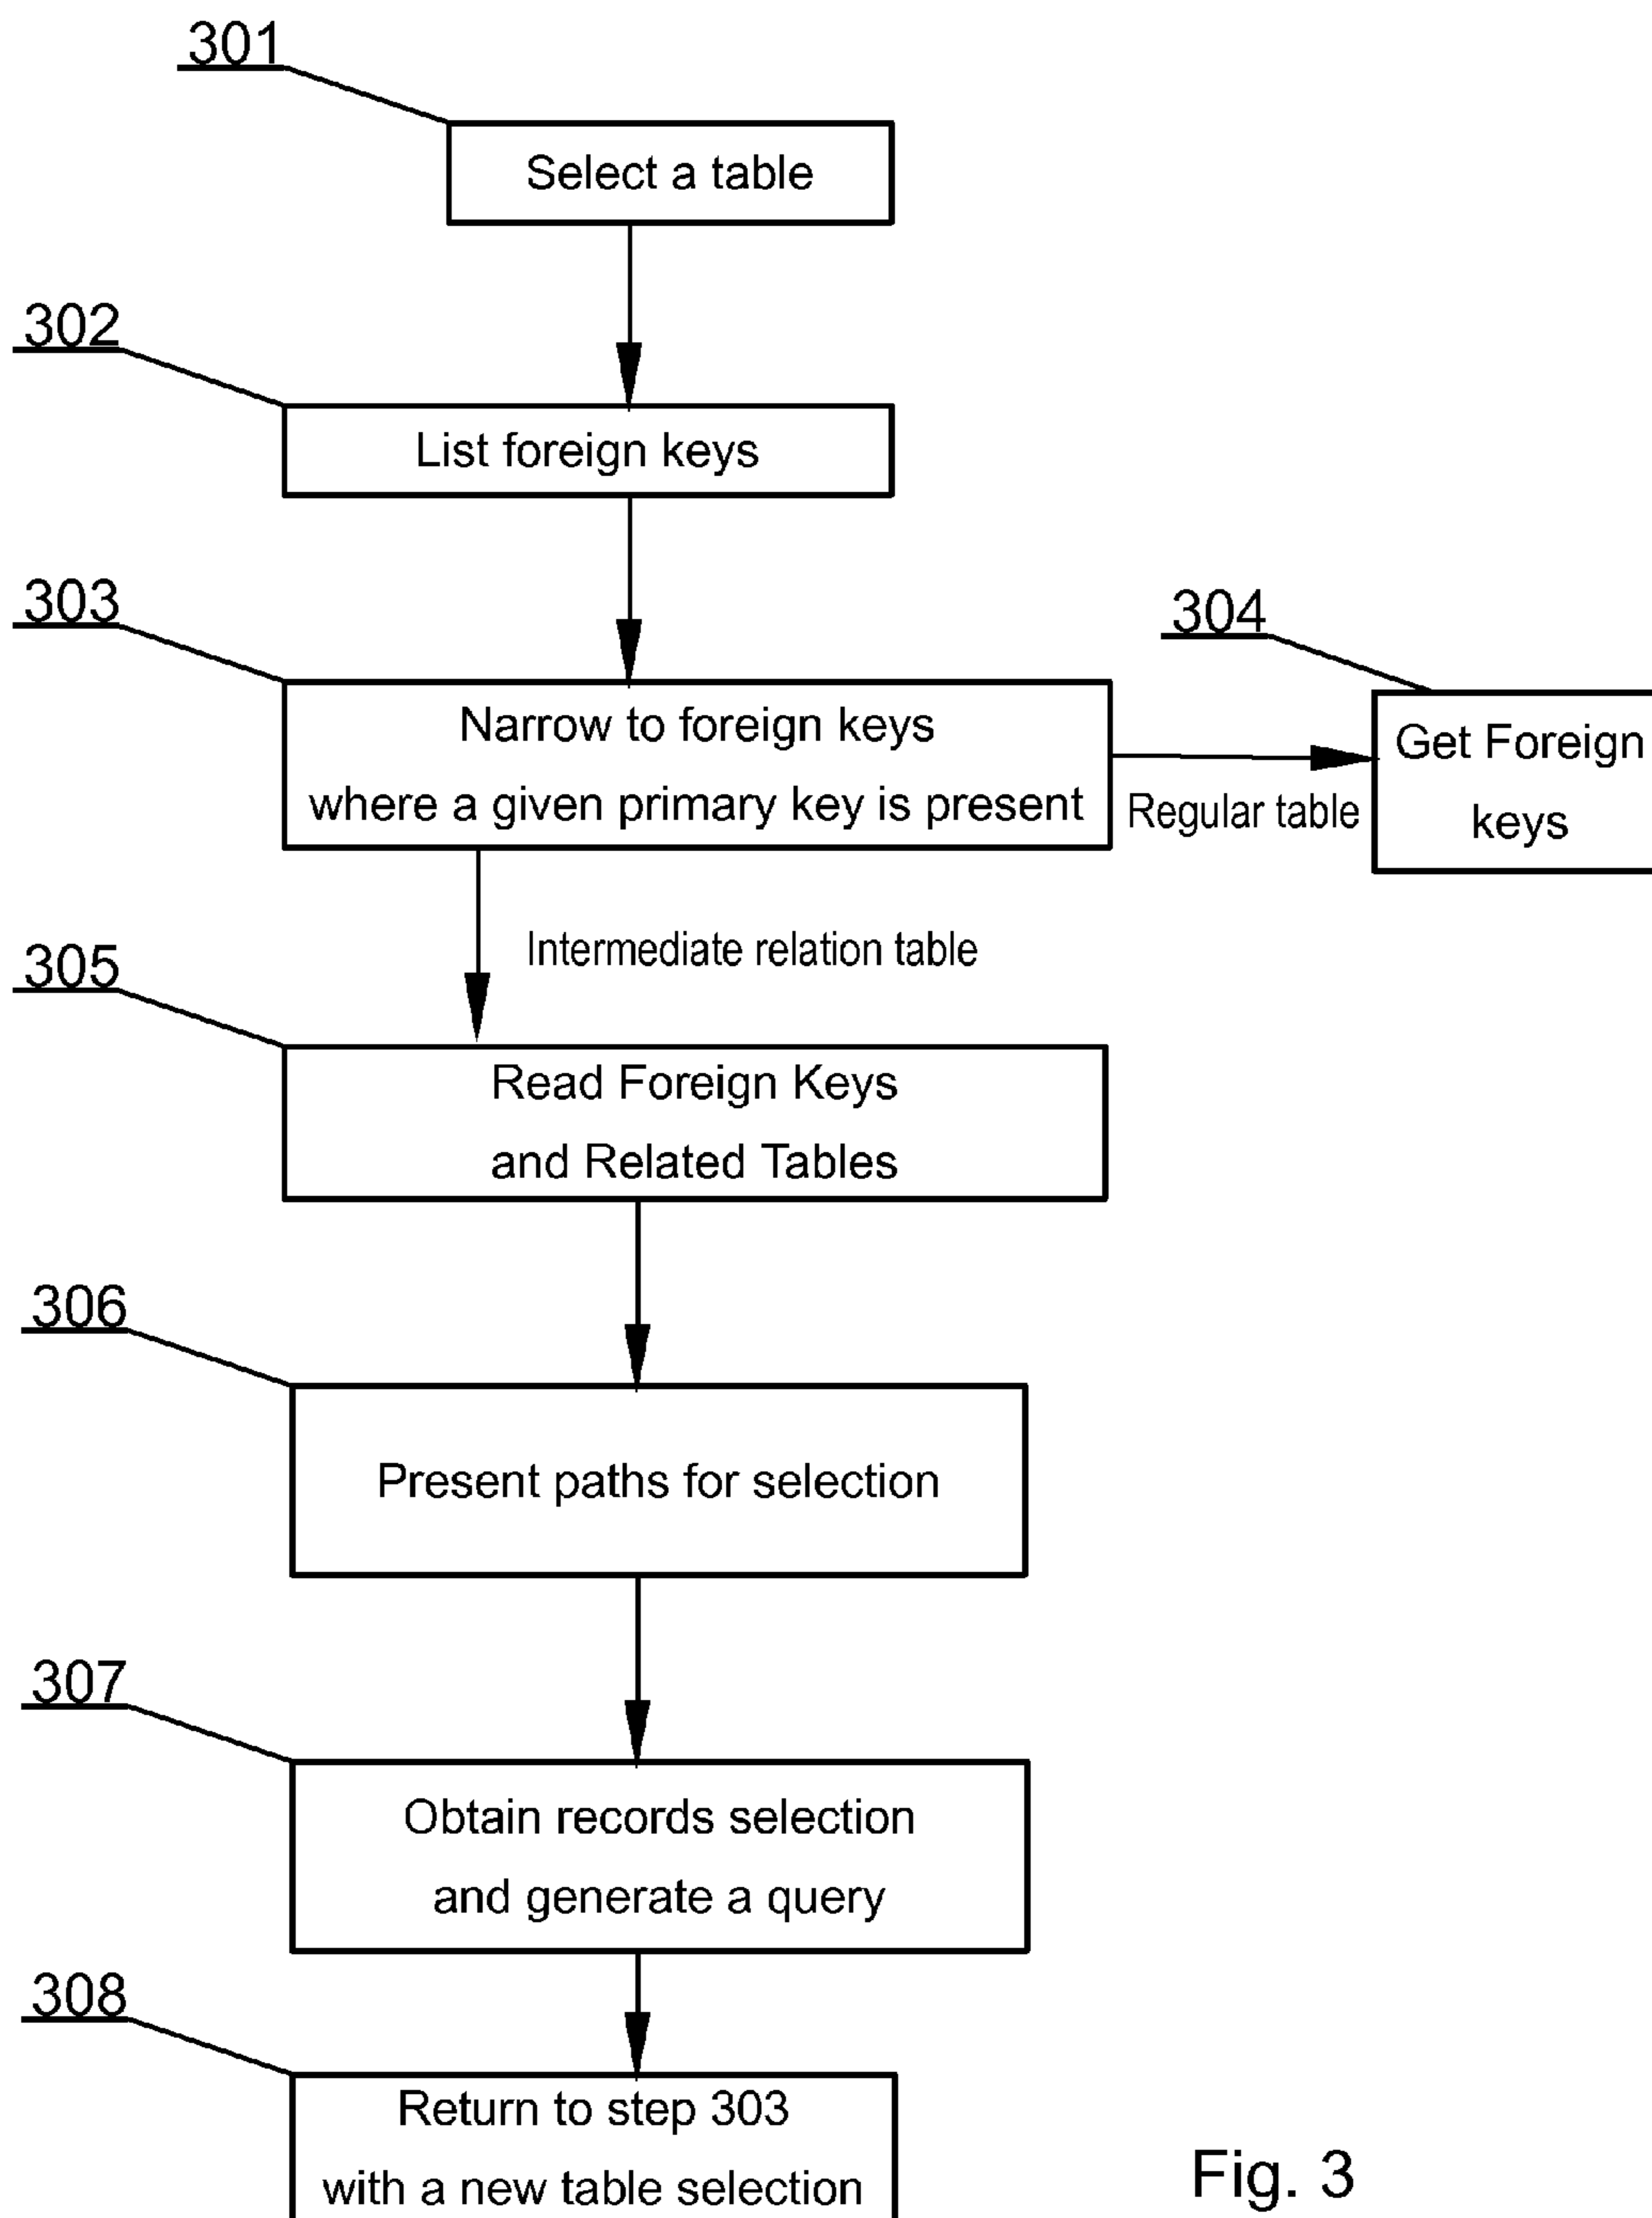 301
Select a table
302
List foreign keys
303
304
Narrow to foreign keys
where a given primary key is present
Get Foreign
keys
Regular table
Intermediate relation table
305
Read Foreign Keys
and Related Tables
306
Present paths for selection
307
Obtain records selection
and generate a query
308
Return to step 303
with a new table selection
Fig. 3